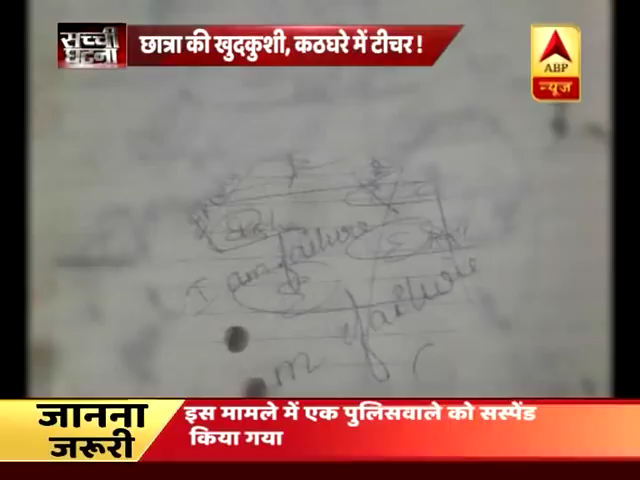 सच्ची
घटना
छात्रा की खुदकुशी, कठघरे में टीचर !
ABP
न्यूज़
I am failure
m failure
जानना
जरूरी
इस मामले में एक पुलिसवाले को सस्पेंड
किया गया